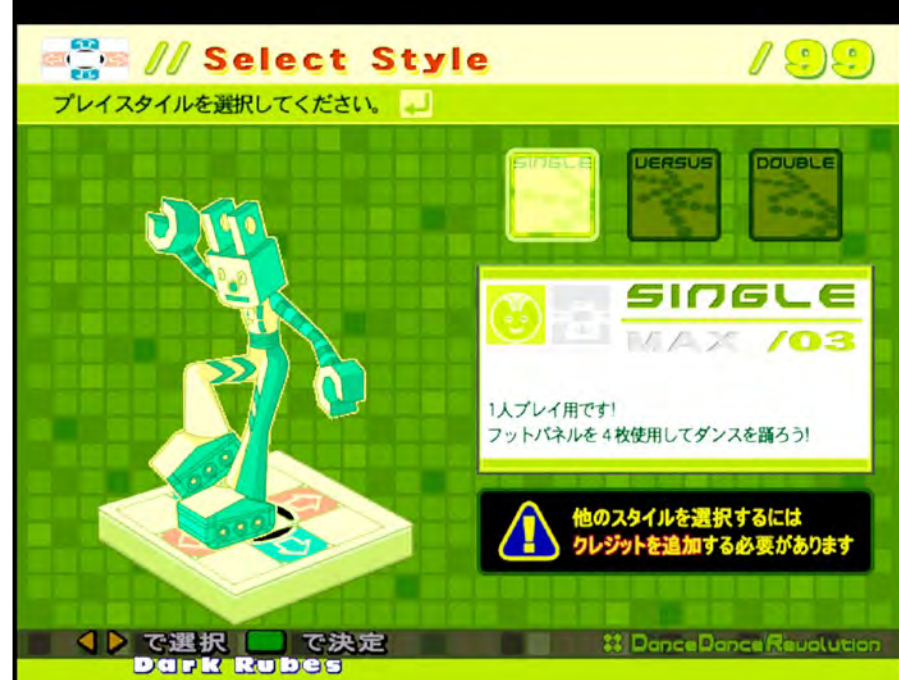 // Select Style
/99
プレイスタイルを選択してください。
SINGLE
VERSUS
DOUBLE
SINGLE
MAX /03
1人プレイ用です!
フットパネルを4枚使用してダンスを踊ろう!
他のスタイルを選択するには
クレジットを追加する必要があります
で選択 で決定
DanceDanceRevolution
Dark Rubes